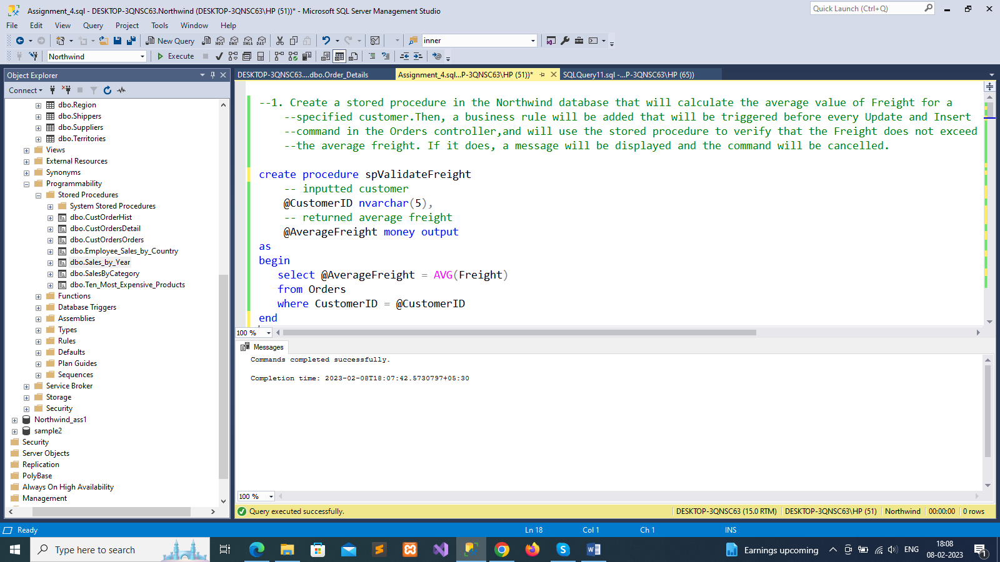 Assignment_4.sql - DESKTOP-3QNSC63.Northwind (DESKTOP-3QNSC63\HP (51))* - Microsoft SQL Server Management Studio
Quick Launch (Ctrl+Q)
File Edit View Query Project Tools Window Help
New Query MDX DMX XMLA DAX inner
Northwind Execute
Object Explorer
Connect
dbo.Region
dbo.Shippers
dbo.Suppliers
dbo.Territories
Views
External Resources
Synonyms
Programmability
Stored Procedures
System Stored Procedures
dbo.CustOrderHist
dbo.CustOrdersDetail
dbo.CustOrdersOrders
dbo.Employee_Sales_by_Country
dbo.Sales_by_Year
dbo.SalesByCategory
dbo.Ten_Most_Expensive_Products
Functions
Database Triggers
Assemblies
Types
Rules
Defaults
Plan Guides
Sequences
Service Broker
Storage
Security
Northwind_ass1
sample2
Security
Server Objects
Replication
PolyBase
Always On High Availability
Management
DESKTOP-3QNSC63....dbo.Order_Details Assignment_4.sql...P-3QNSC63\HP (51))* SQLQuery11.sql -...P-3QNSC63\HP (65))
--1. Create a stored procedure in the Northwind database that will calculate the average value of Freight for a
--specified customer.Then, a business rule will be added that will be triggered before every Update and Insert
--command in the Orders controller,and will use the stored procedure to verify that the Freight does not exceed
--the average freight. If it does, a message will be displayed and the command will be cancelled.
create procedure spValidateFreight
-- inputted customer
@CustomerID nvarchar(5),
-- returned average freight
@AverageFreight money output
as
begin
select @AverageFreight = AVG(Freight)
from Orders
where CustomerID = @CustomerID
end
100 %
Messages
Commands completed successfully.
Completion time: 2023-02-08T18:07:42.5730797+05:30
100 %
Query executed successfully. DESKTOP-3QNSC63 (15.0 RTM) DESKTOP-3QNSC63\HP (51) Northwind 00:00:00 0 rows
Ready Ln 18 Col 1 Ch 1 INS
Type here to search
Earnings upcoming ENG
18:08
08-02-2023
1